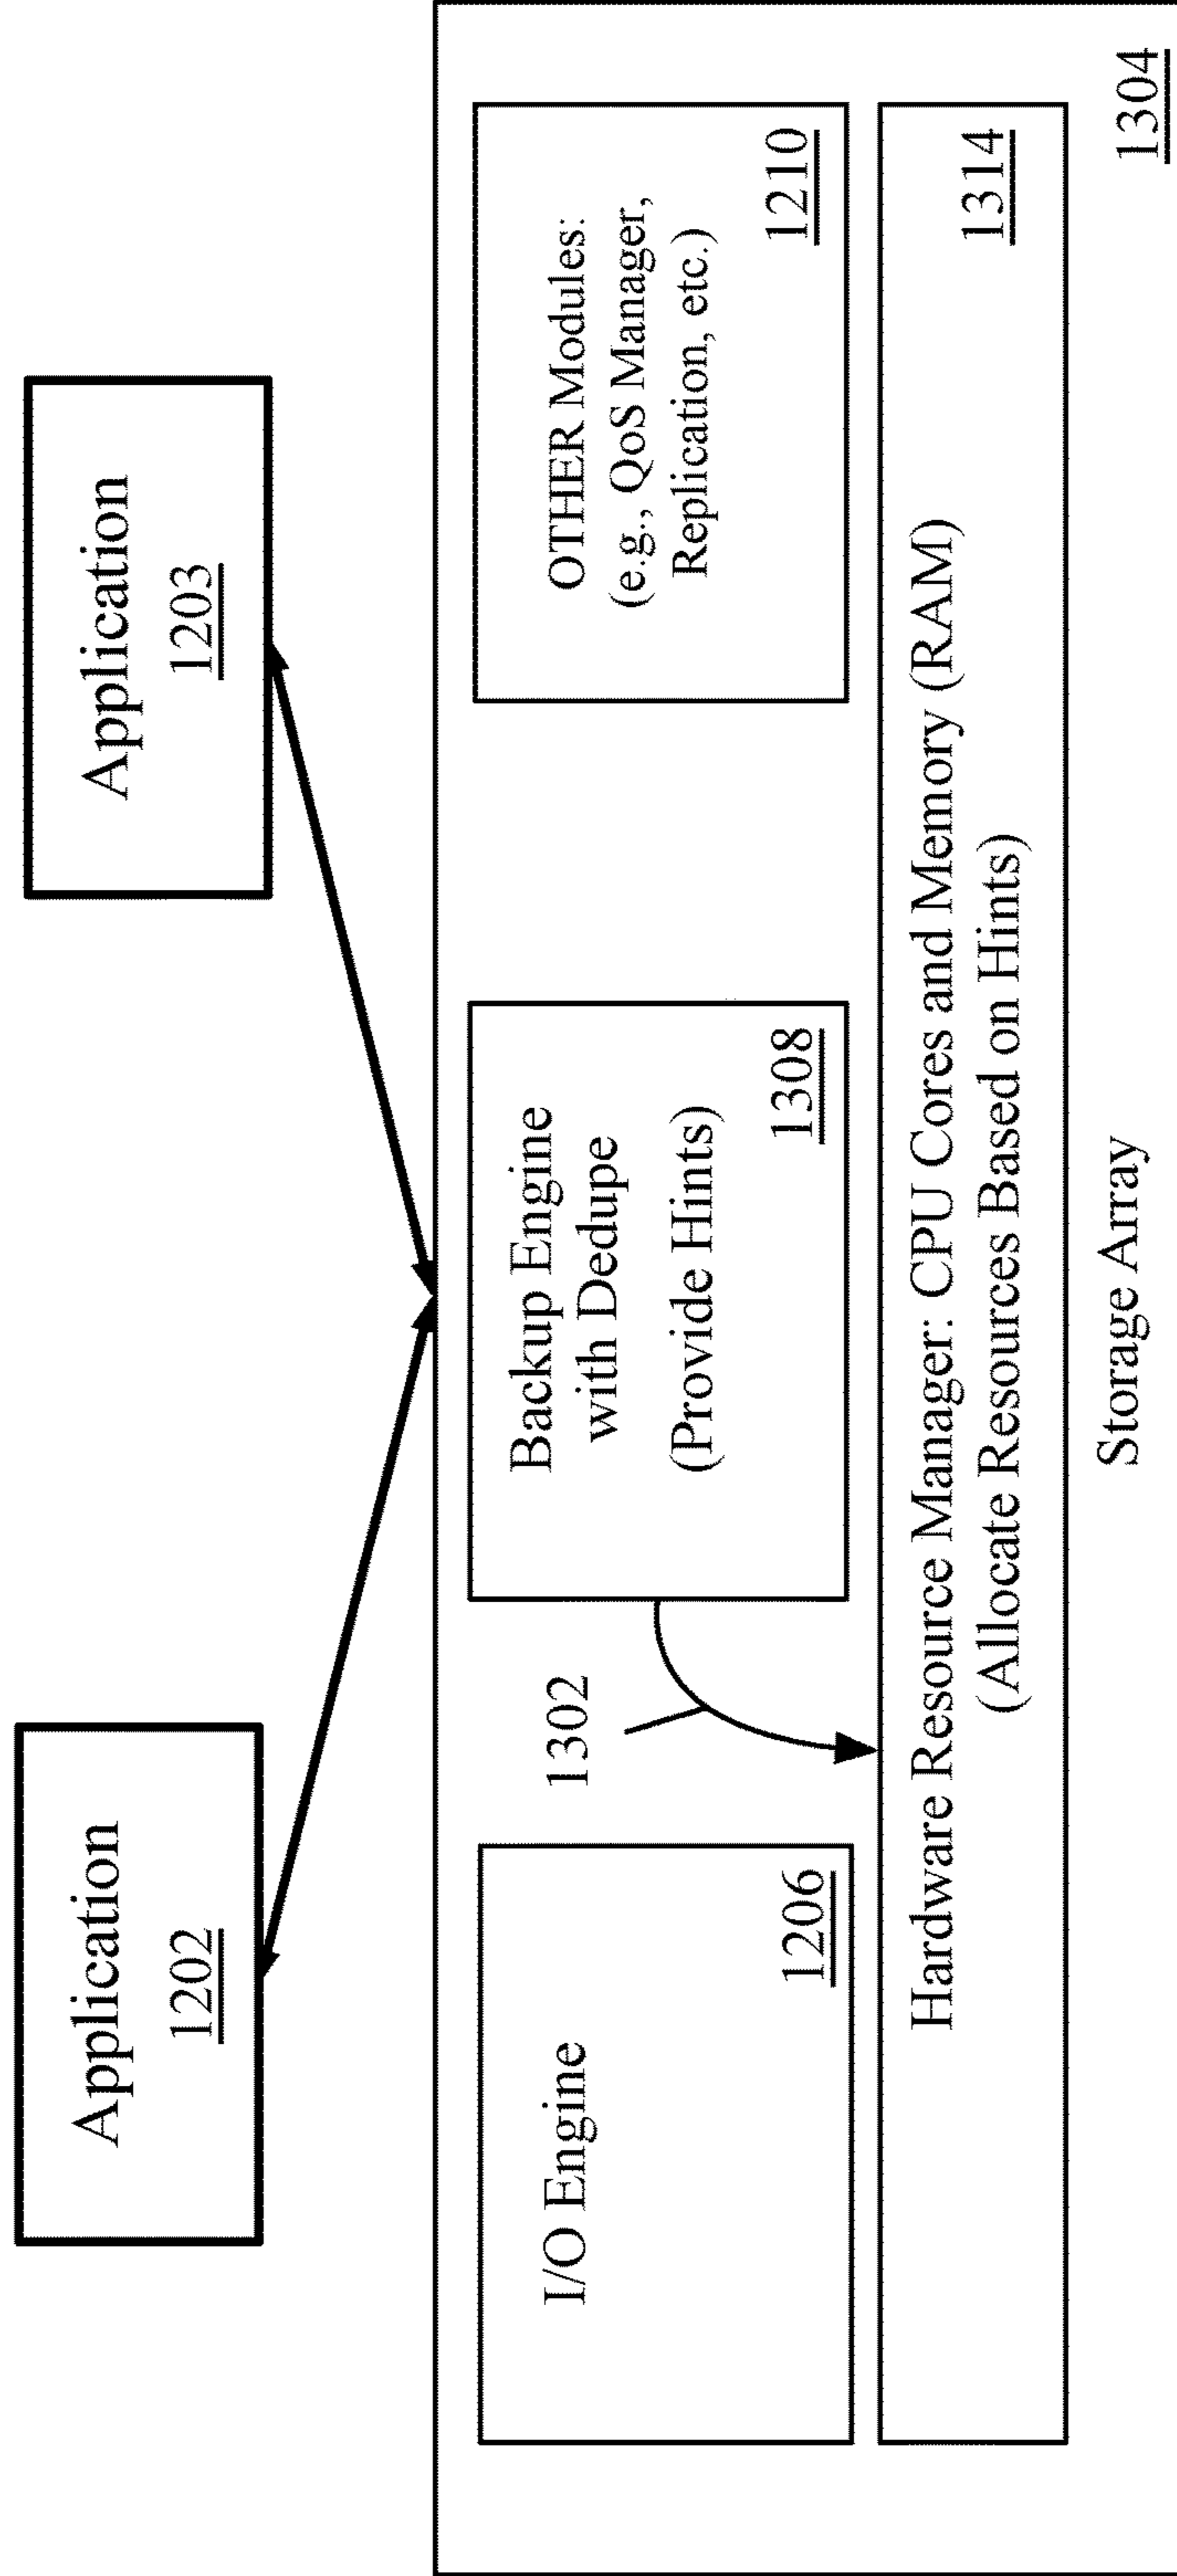 Application
1202
Application
1203
I/O Engine
1206
1302
Backup Engine
with Dedupe
(Provide Hints)
1308
OTHER Modules:
(e.g., QoS Manager,
Replication, etc.)
1210
Hardware Resource Manager: CPU Cores and Memory (RAM)
(Allocate Resources Based on Hints)
1314
Storage Array
1304